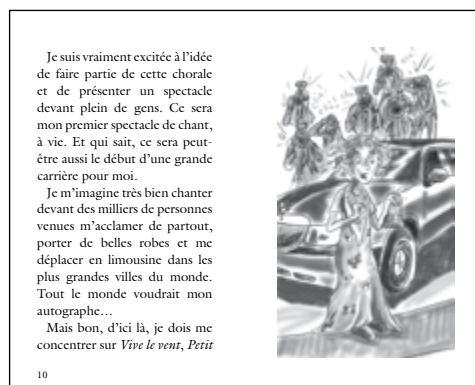 Je suis vraiment excitée à l’idée
de faire partie de cette chorale
et de présenter un spectacle
devant plein de gens. Ce sera
mon premier spectacle de chant,
à vie. Et qui sait, ce sera peut-
être aussi le début d’une grande
carrière pour moi.
Je m’imagine très bien chanter
devant des milliers de personnes
venues m’acclamer de partout,
porter de belles robes et me
déplacer en limousine dans les
plus grandes villes du monde.
Tout le monde voudrait mon
autographe…
Mais bon, d’ici là, je dois me
concentrer sur Vive le vent, Petit
10